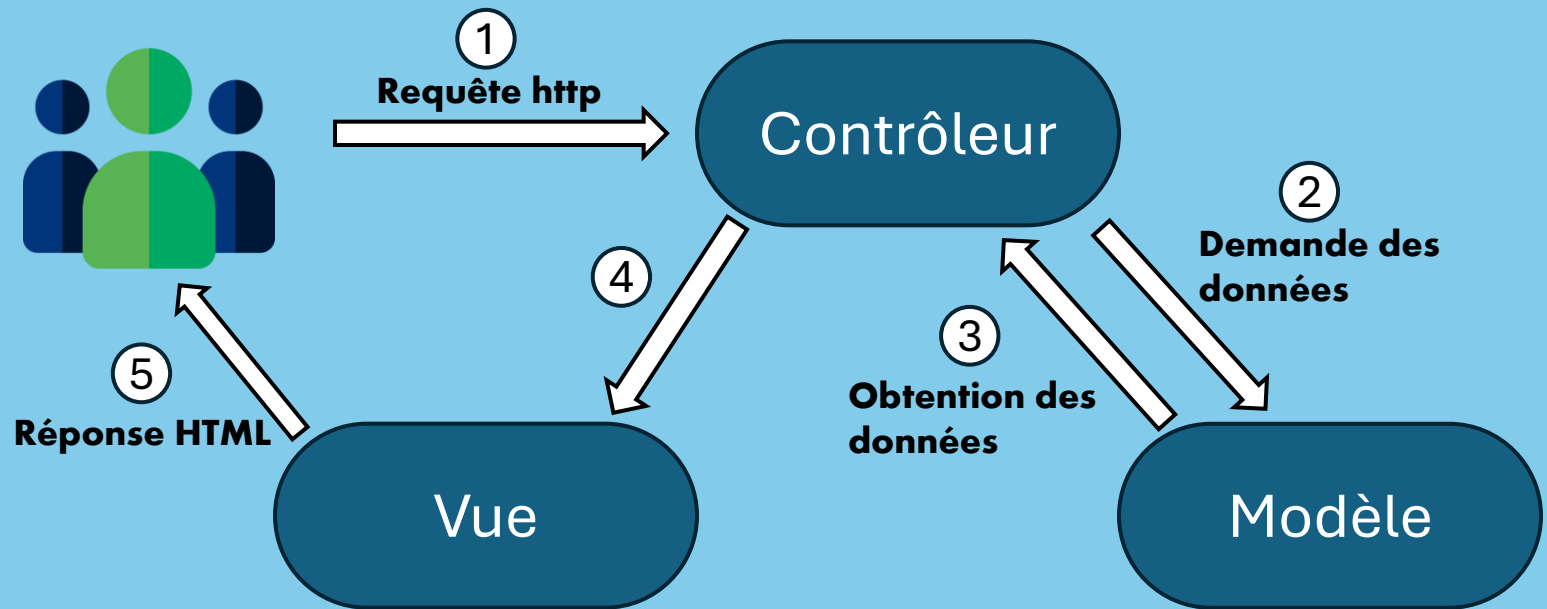 1
Requête http
Contrôleur
2
Demande des
données
3
Obtention des
données
4
5
Réponse HTML
Vue
Modèle